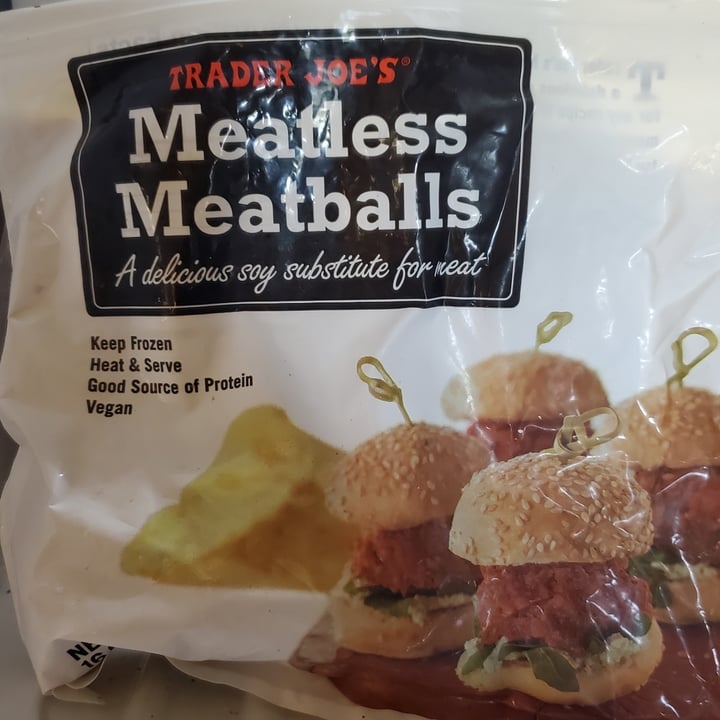 TRADER JOE'S®
Meatless
Meatballs
A delicious soy substitute for meat
Keep Frozen
Heat & Serve
Good Source of Protein
Vegan